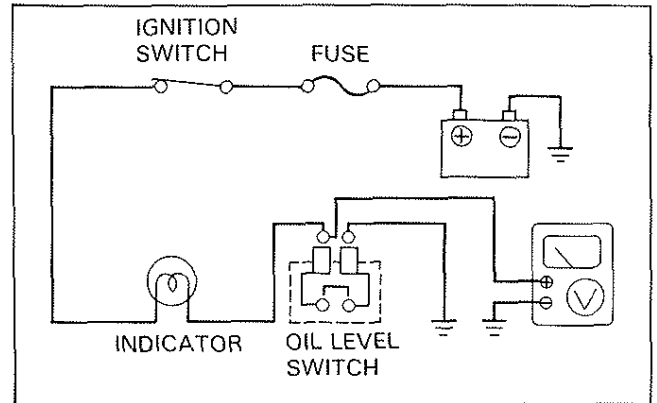 IGNITION
SWITCH
FUSE
+
−
+
−
V
INDICATOR
OIL LEVEL
SWITCH